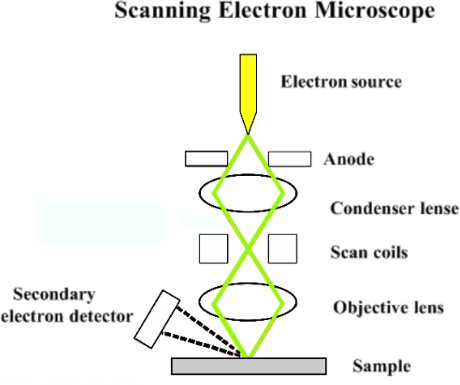 Scanning Electron Microscope
Electron source
Anode
Condenser lense
Scan coils
Secondary
electron detector
Objective lens
Sample